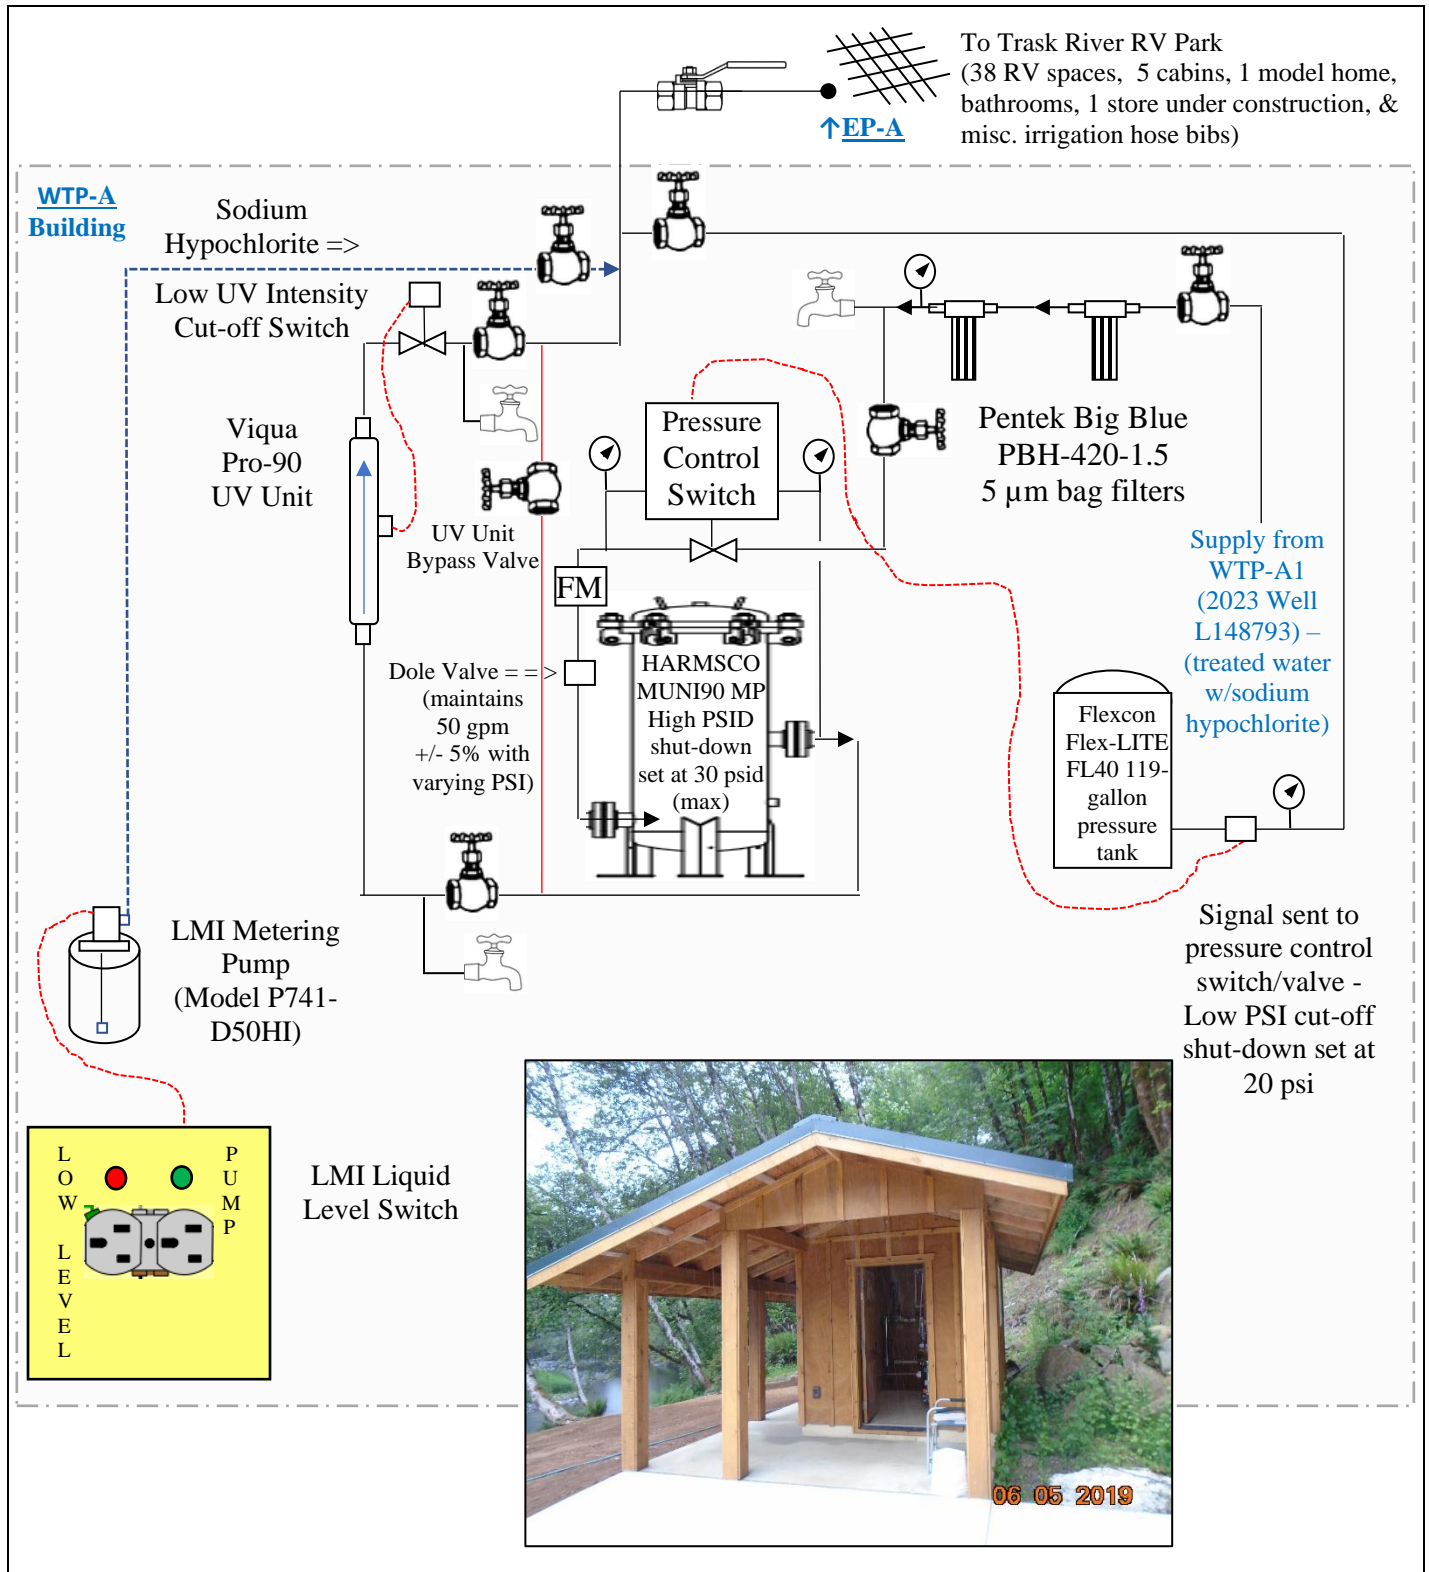 To Trask River RV Park
(38 RV spaces, 5 cabins, 1 model home,
bathrooms, 1 store under construction, &
misc. irrigation hose bibs)
↑EP-A
WTP-A
Building
Sodium
Hypochlorite =>
Low UV Intensity
Cut-off Switch
Viqua
Pro-90
UV Unit
UV Unit
Bypass Valve
Pressure
Control
Switch
Pentek Big Blue
PBH-420-1.5
5 µm bag filters
FM
Supply from
WTP-A1
(2023 Well
L148793) –
(treated water
w/sodium
hypochlorite)
Dole Valve = = >
(maintains
50 gpm
+/- 5% with
varying PSI)
HARMSCO
MUNI90 MP
High PSID
shut-down
set at 30 psid
(max)
Flexcon
Flex-LITE
FL40 119-
gallon
pressure
tank
LMI Metering
Pump
(Model P741-
D50HI)
Signal sent to
pressure control
switch/valve -
Low PSI cut-off
shut-down set at
20 psi
LOW LEVEL
PUMP
LMI Liquid
Level Switch
06 05 2019